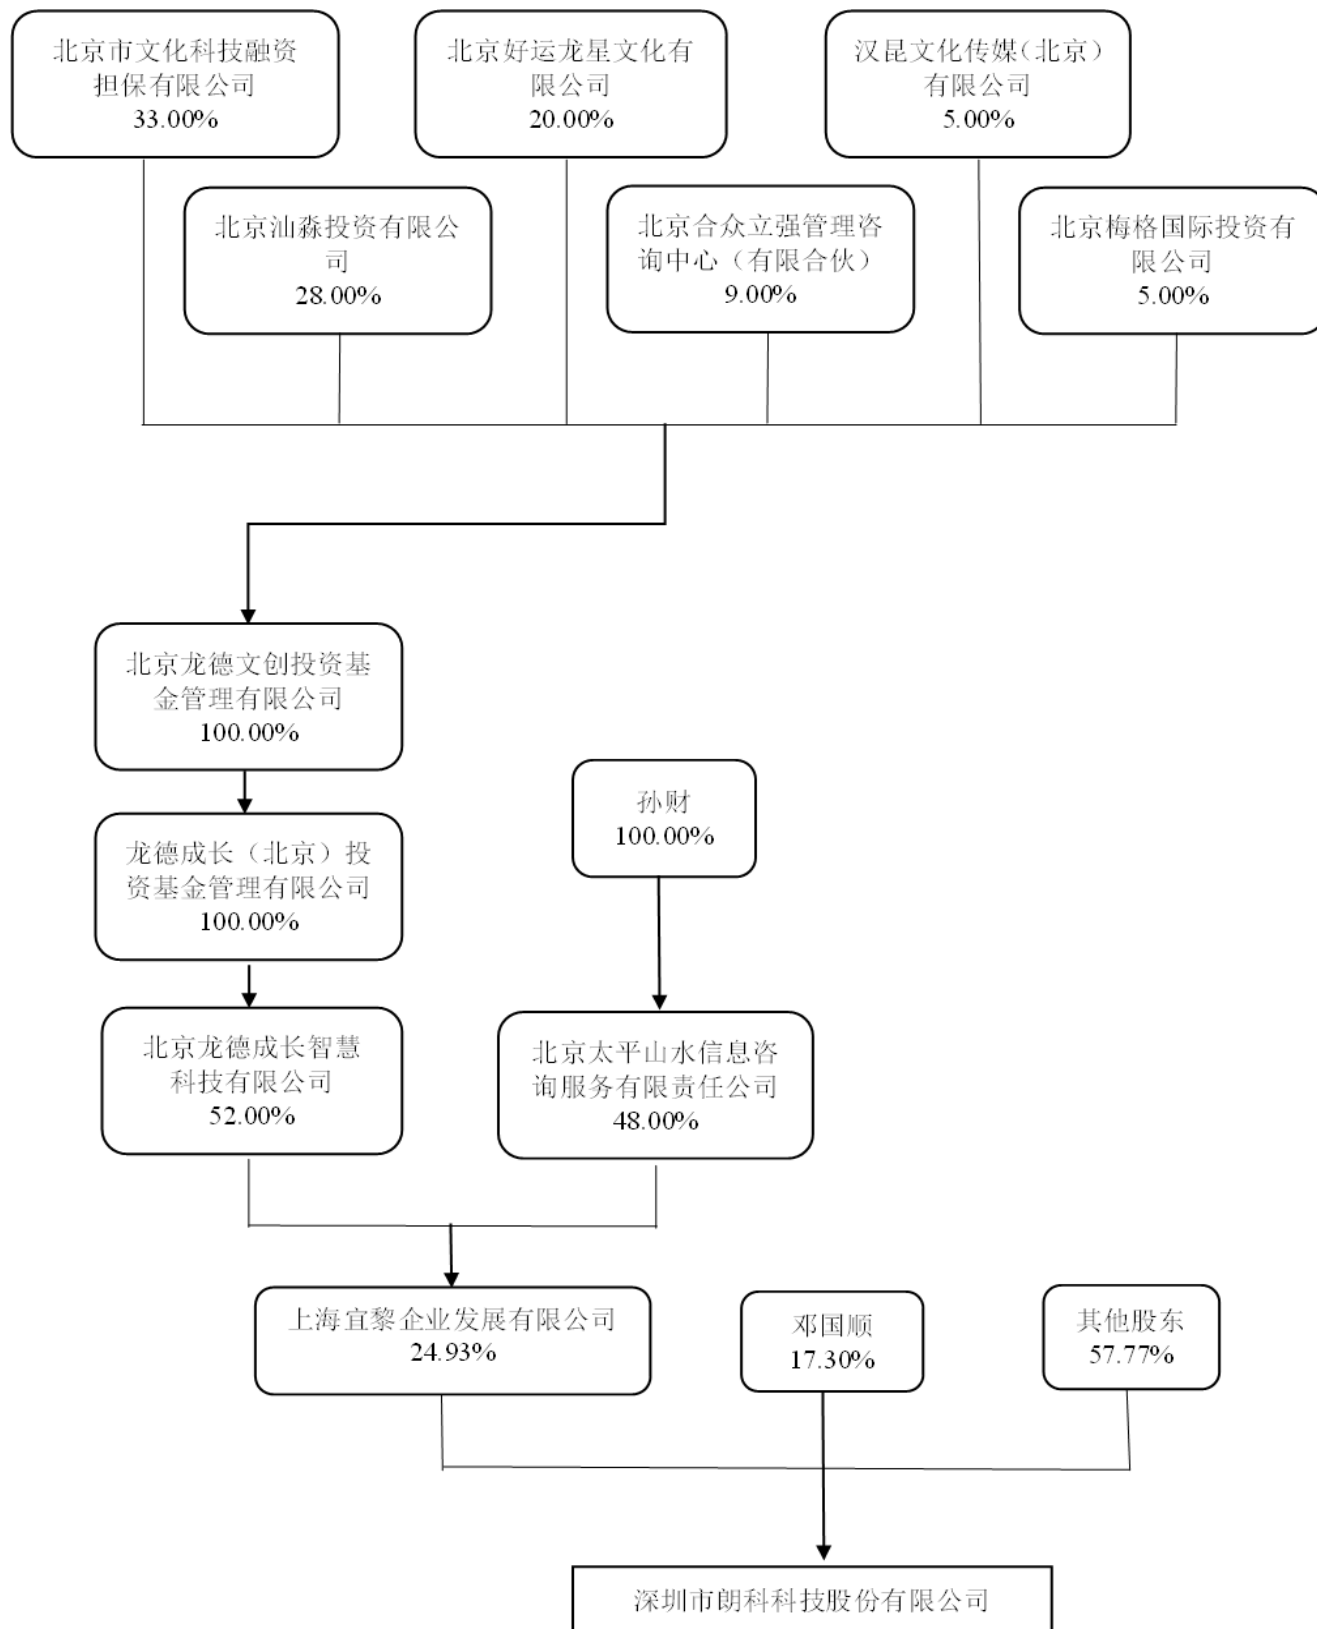 北京市文化科技融资
担保有限公司
33.00%
北京好运龙星文化有
限公司
20.00%
汉昆文化传媒（北京）
有限公司
5.00%
北京汕淼投资有限公
司
28.00%
北京合众立强管理咨
询中心（有限合伙）
9.00%
北京梅格国际投资有
限公司
5.00%
北京龙德文创投资基
金管理有限公司
100.00%
龙德成长（北京）投
资基金管理有限公司
100.00%
孙财
100.00%
北京龙德成长智慧
科技有限公司
52.00%
北京太平山水信息咨
询服务有限责任公司
48.00%
上海宜黎企业发展有限公司
24.93%
邓国顺
17.30%
其他股东
57.77%
深圳市朗科科技股份有限公司